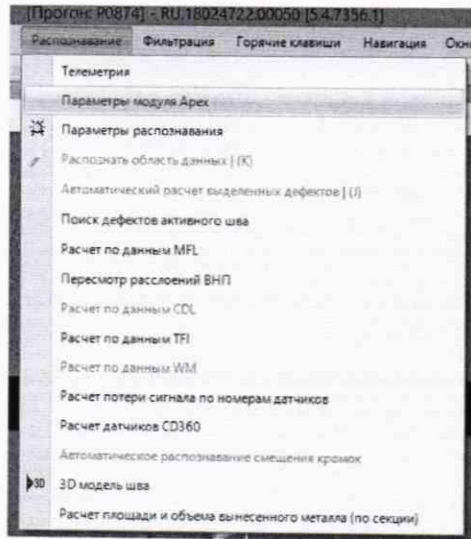 [Прогон: P0874] - RU.18024722.00050 [5.4.7356.1]
Распознавание Фильтрация Горячие клавиши Навигация Окн
Телеметрия
Параметры модуля Apex
Параметры распознавания
Распознать область данных | (K)
Автоматический расчет выделенных дефектов | (J)
Поиск дефектов активного шва
Расчет по данным MFL
Пересмотр расслоений ВНП
Расчет по данным CDL
Расчет по данным TFI
Расчет по данным WM
Расчет потери сигнала по номерам датчиков
Расчет датчиков CD360
Автоматическое распознавание смещения кромок
3D 3D модель шва
Расчет площади и объема вынесенного металла (по секции)